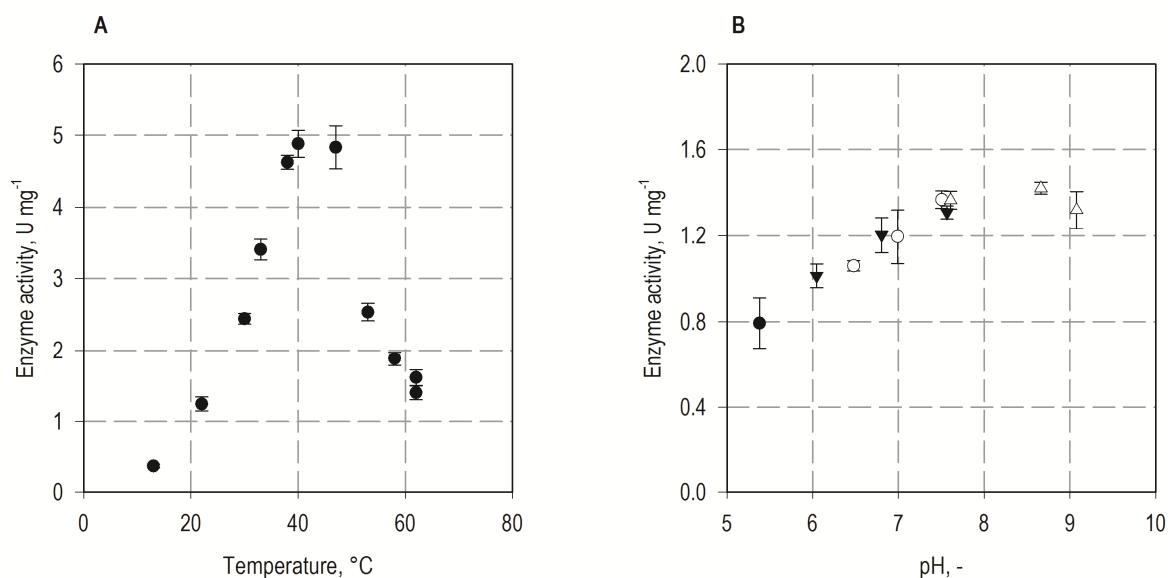 A
6
5
4
3
2
1
0
Enzyme activity, U mg⁻¹
0 20 40 60 80
Temperature, °C
B
2.0
1.6
1.2
0.8
0.4
0.0
Enzyme activity, U mg⁻¹
5 6 7 8 9 10
pH, -